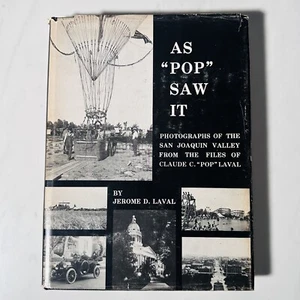 AS
"POP"
SAW
IT
PHOTOGRAPHS OF THE
SAN JOAQUIN VALLEY
FROM THE FILES OF
CLAUDE C. "POP" LAVAL
BY
JEROME D. LAVAL